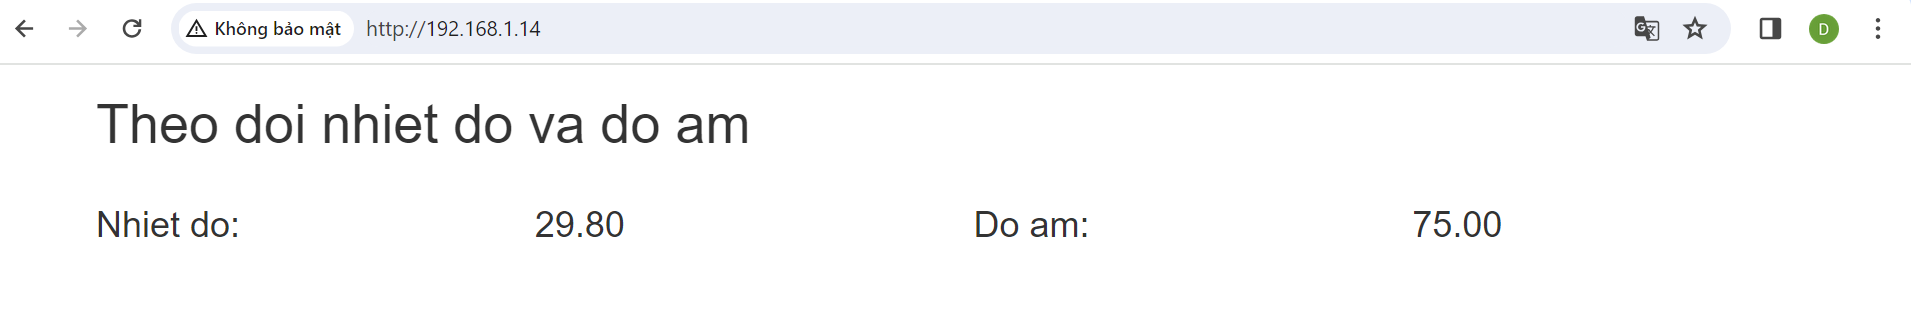 Không bảo mật http://192.168.1.14 D
Theo doi nhiet do va do am
Nhiet do: 29.80 Do am: 75.00